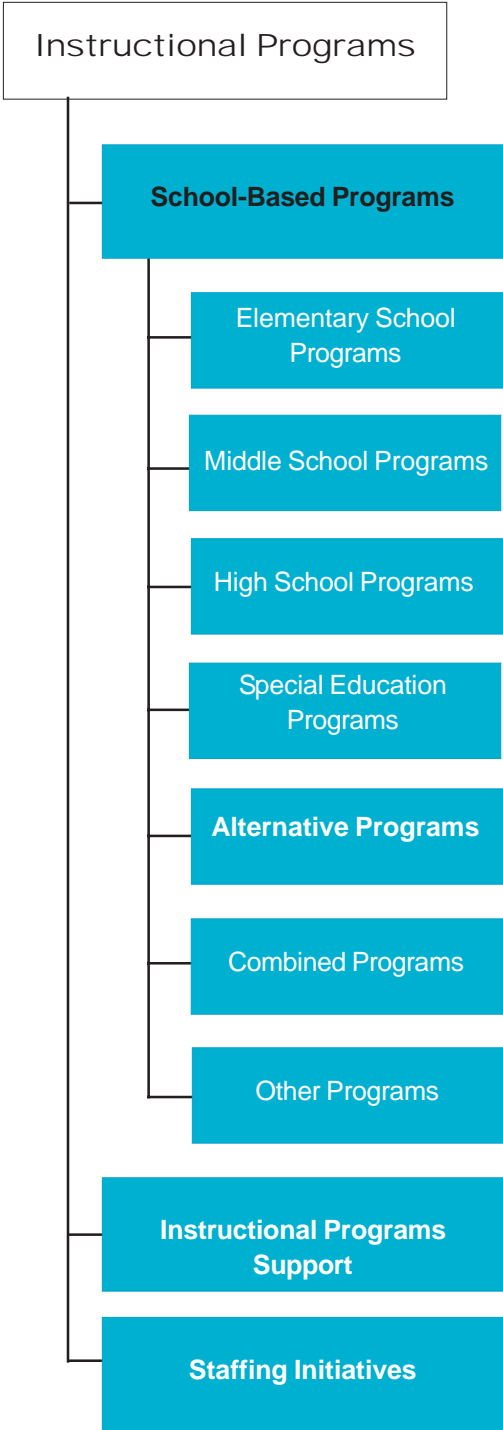 Instructional Programs
School-Based Programs
Elementary School
Programs
Middle School Programs
High School Programs
Special Education
Programs
Alternative Programs
Combined Programs
Other Programs
Instructional Programs
Support
Staffing Initiatives